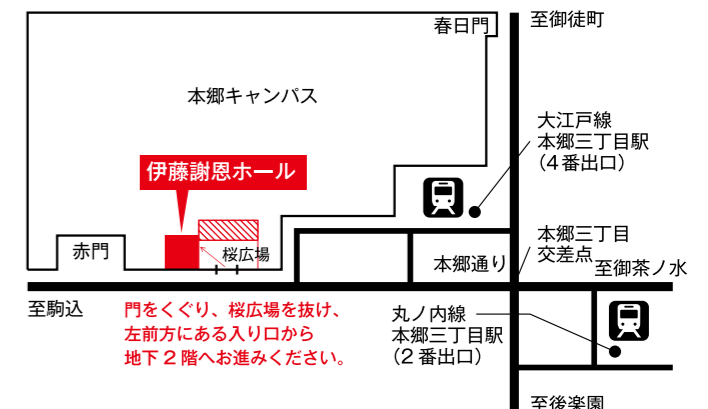 春日門
至御徒町
本郷キャンパス
大江戸線
本郷三丁目駅
（4番出口）
伊藤謝恩ホール
赤門
桜広場
本郷通り
本郷三丁目
交差点
至御茶ノ水
至駒込
門をくぐり、桜広場を抜け、
左前方にある入り口から
地下 2 階へお進みください。
丸ノ内線
本郷三丁目駅
（2 番出口）
至後楽園